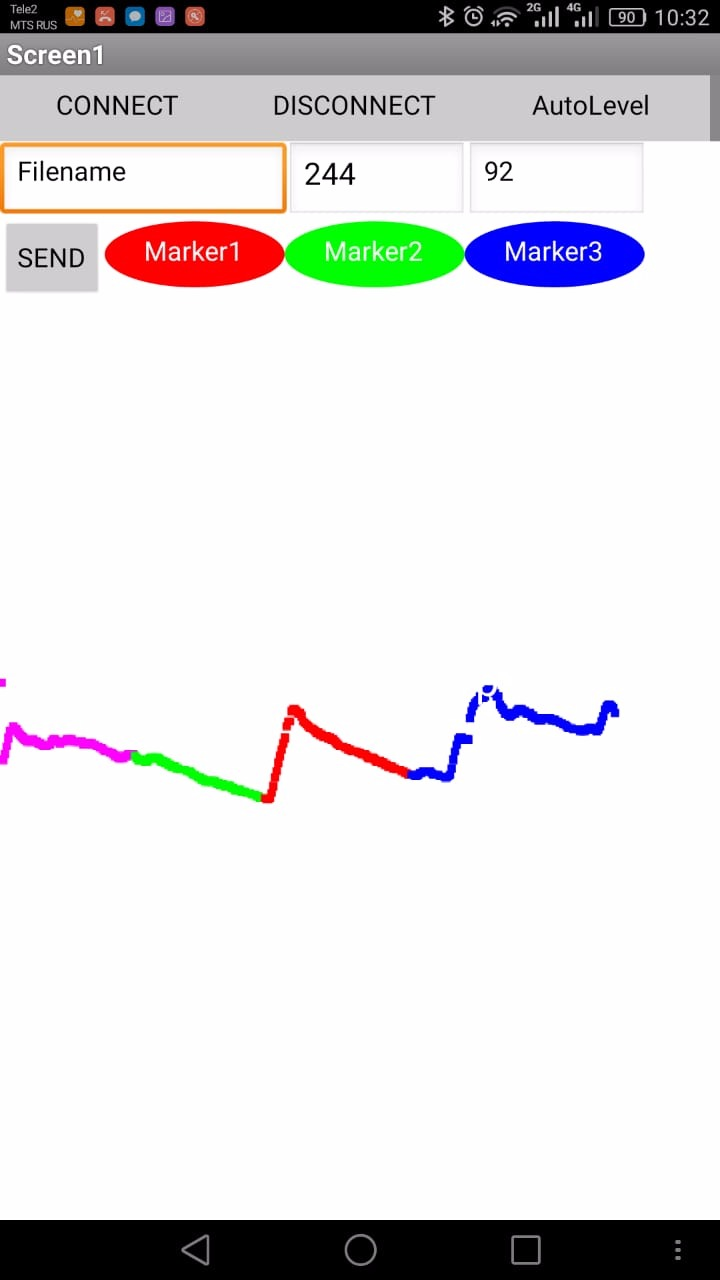 Tele2
MTS RUS 2G 4G 90 10:32
Screen1
CONNECT DISCONNECT AutoLevel
Filename 244 92
SEND Marker1 Marker2 Marker3